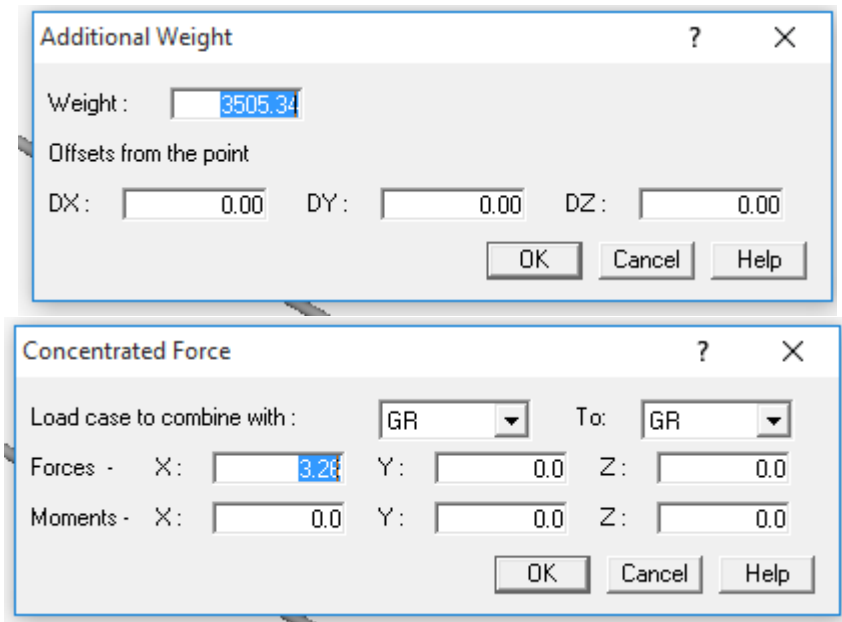 Additional Weight ? ×
Weight : 3505.34
Offsets from the point
DX : 0.00 DY : 0.00 DZ : 0.00
OK Cancel Help
Concentrated Force ? ×
Load case to combine with : GR To: GR
Forces - X : 3.26 Y : 0.0 Z : 0.0
Moments - X : 0.0 Y : 0.0 Z : 0.0
OK Cancel Help